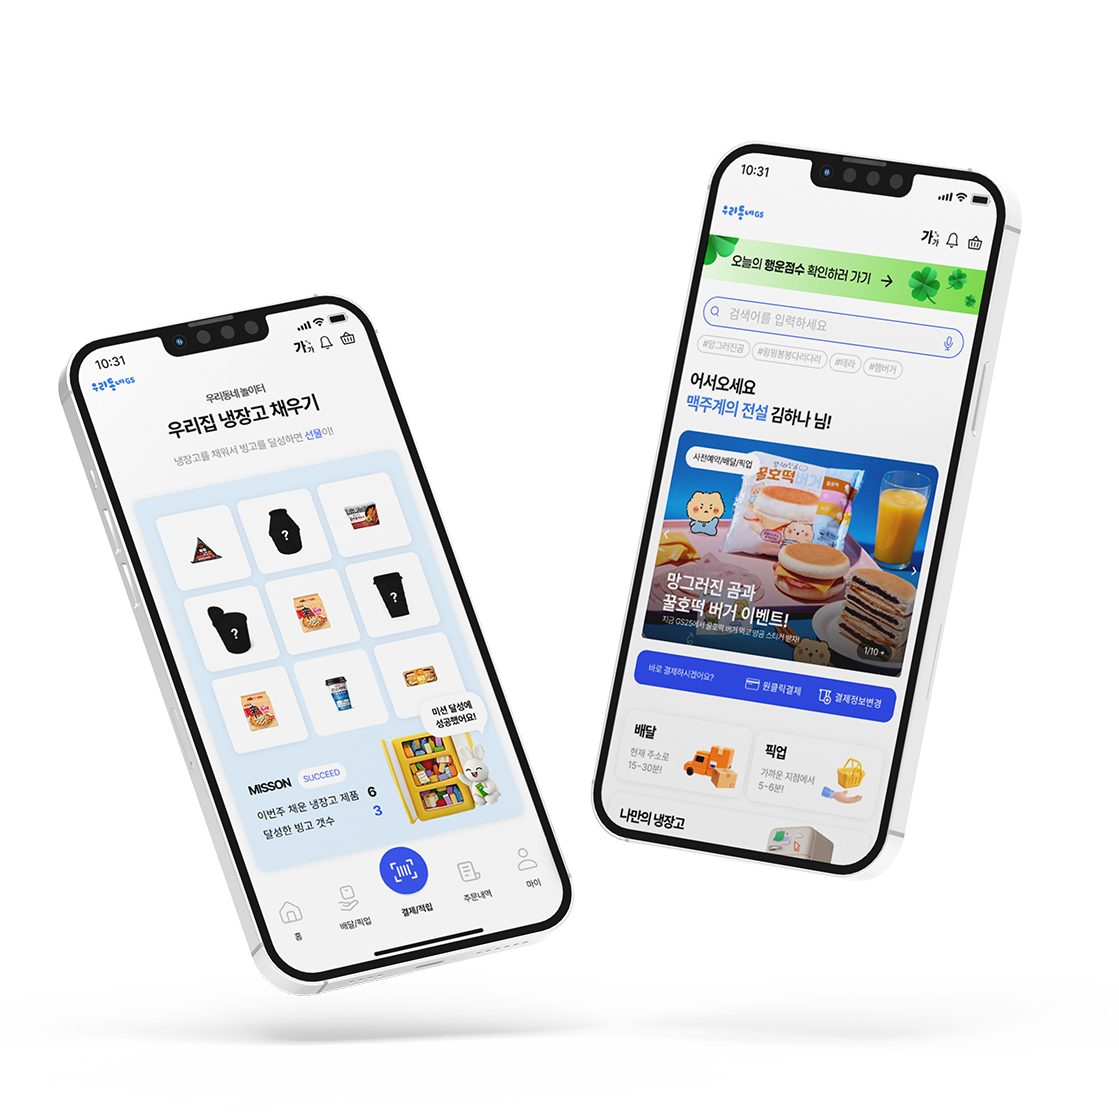 10:31
우리동네GS
가가
우리동네 놀이터
우리집 냉장고 채우기
냉장고를 채워서 빙고를 달성하면 선물이!
?
?
?
미션 달성에
성공했어요!
MISSON SUCCEED
이번주 채운 냉장고 제품 6
달성한 빙고 갯수 3
홈
배달/픽업
결제/적립
주문내역
마이
10:31
우리동네GS
가가
오늘의 행운점수 확인하러 가기 →
검색어를 입력하세요
#망그러진곰 #윙윙봉봉다리다리 #테라 #햄버거
어서오세요
맥주계의 전설 김하나 님!
사전예약/배달/픽업
꿀호떡버거
망그러진 곰과
꿀호떡 버거 이벤트!
지금 GS25에서 꿀호떡 버거 먹고 망곰 스티커 받자!
1/10 +
바로 결제하시겠어요? 원클릭결제 결제정보변경
배달
현재 주소로
15~30분!
픽업
가까운 지점에서
5~6분!
나만의 냉장고